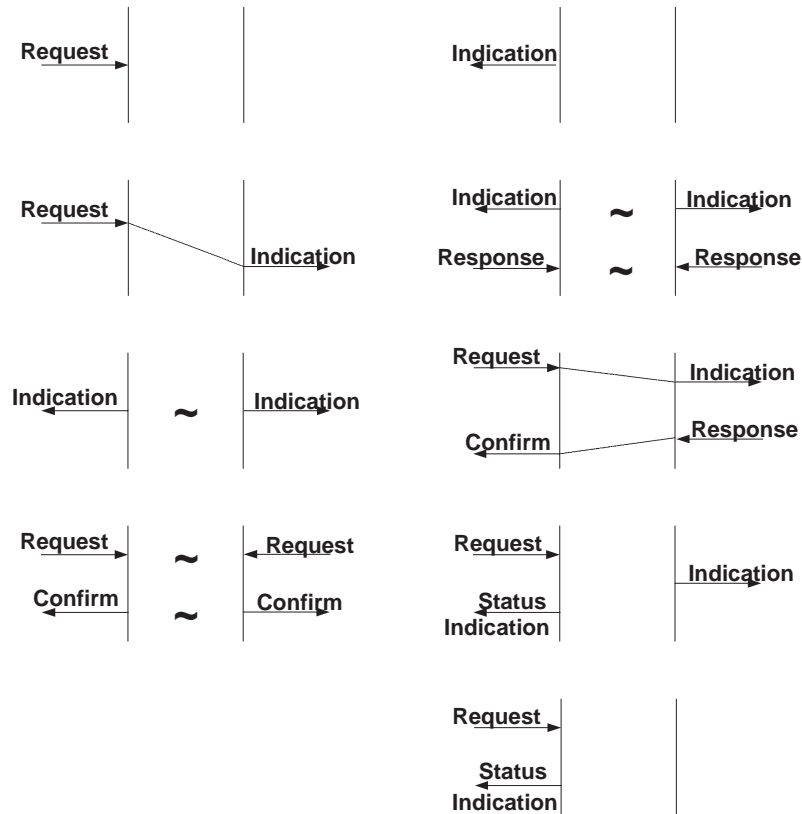 Request
Indication
Request
Indication
Indication ~ Indication
Response ~ Response
Indication ~ Indication
Request
Indication
Confirm
Response
Request ~ Request
Confirm ~ Confirm
Request
Indication
Status
Indication
Request
Status
Indication